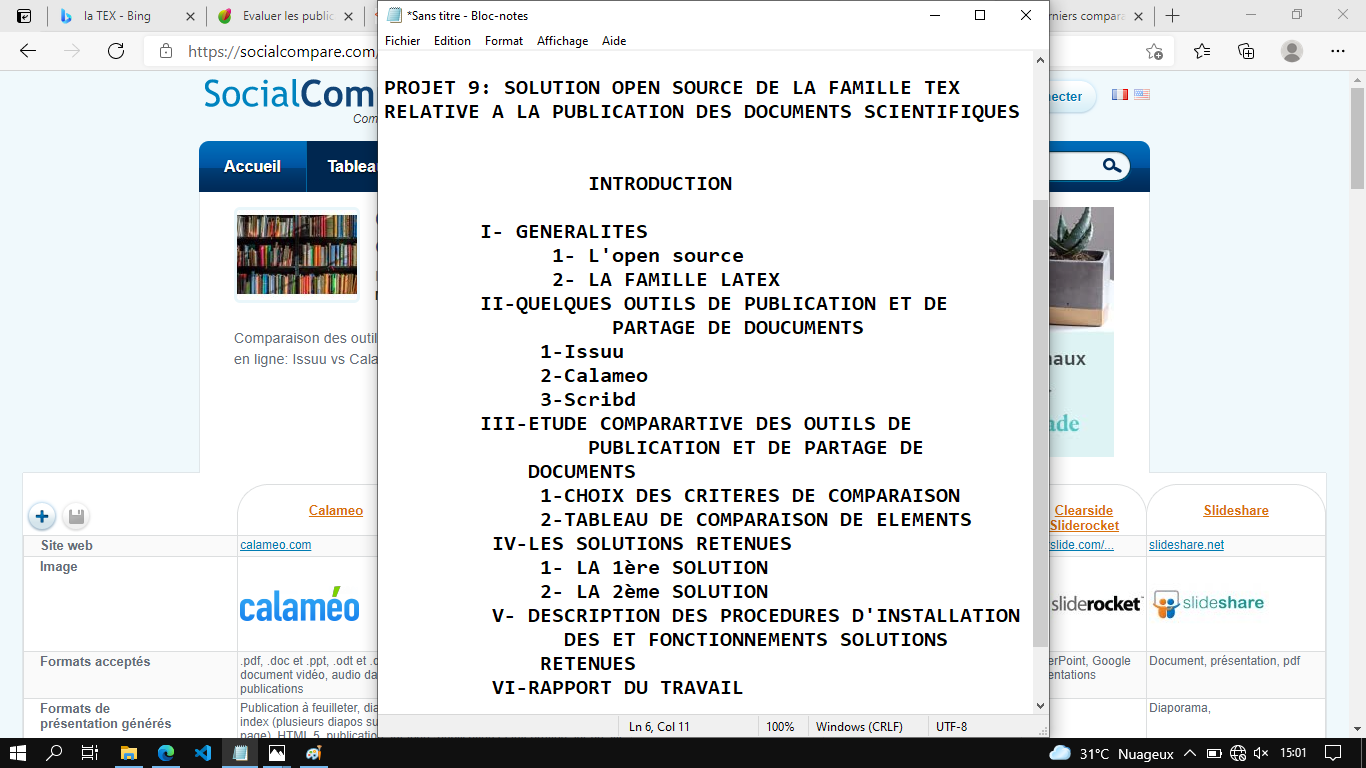 la TEX - Bing
Evaluer les public
*Sans titre - Bloc-notes
rniers compara
https://socialcompare.com/
Fichier Edition Format Affichage Aide
SocialCom
Com
ecter
Accueil
Tableau
PROJET 9: SOLUTION OPEN SOURCE DE LA FAMILLE TEX
RELATIVE A LA PUBLICATION DES DOCUMENTS SCIENTIFIQUES
INTRODUCTION
I- GENERALITES
1- L'open source
2- LA FAMILLE LATEX
II-QUELQUES OUTILS DE PUBLICATION ET DE
PARTAGE DE DOUCUMENTS
1-Issuu
2-Calameo
3-Scribd
III-ETUDE COMPARARTIVE DES OUTILS DE
PUBLICATION ET DE PARTAGE DE
DOCUMENTS
1-CHOIX DES CRITERES DE COMPARAISON
2-TABLEAU DE COMPARAISON DE ELEMENTS
IV-LES SOLUTIONS RETENUES
1- LA 1ère SOLUTION
2- LA 2ème SOLUTION
V- DESCRIPTION DES PROCEDURES D'INSTALLATION
DES ET FONCTIONNEMENTS SOLUTIONS
RETENUES
VI-RAPPORT DU TRAVAIL
Ln 6, Col 11 100% Windows (CRLF) UTF-8
Comparaison des outil
en ligne: Issuu vs Cala
naux
ade
Calameo
Clearside
Sliderocket
Slideshare
Site web
calameo.com
slide.com/...
slideshare.net
Image
calaméo
sliderocket
slideshare
Formats acceptés
.pdf, .doc et .ppt, .odt et .o
document vidéo, audio da
publications
erPoint, Google
entations
Document, présentation, pdf
Formats de
présentation générés
Publication à feuilleter, dia
index (plusieurs diapos su
page), HTML 5, publication
Diaporama,
31°C Nuageux
15:01